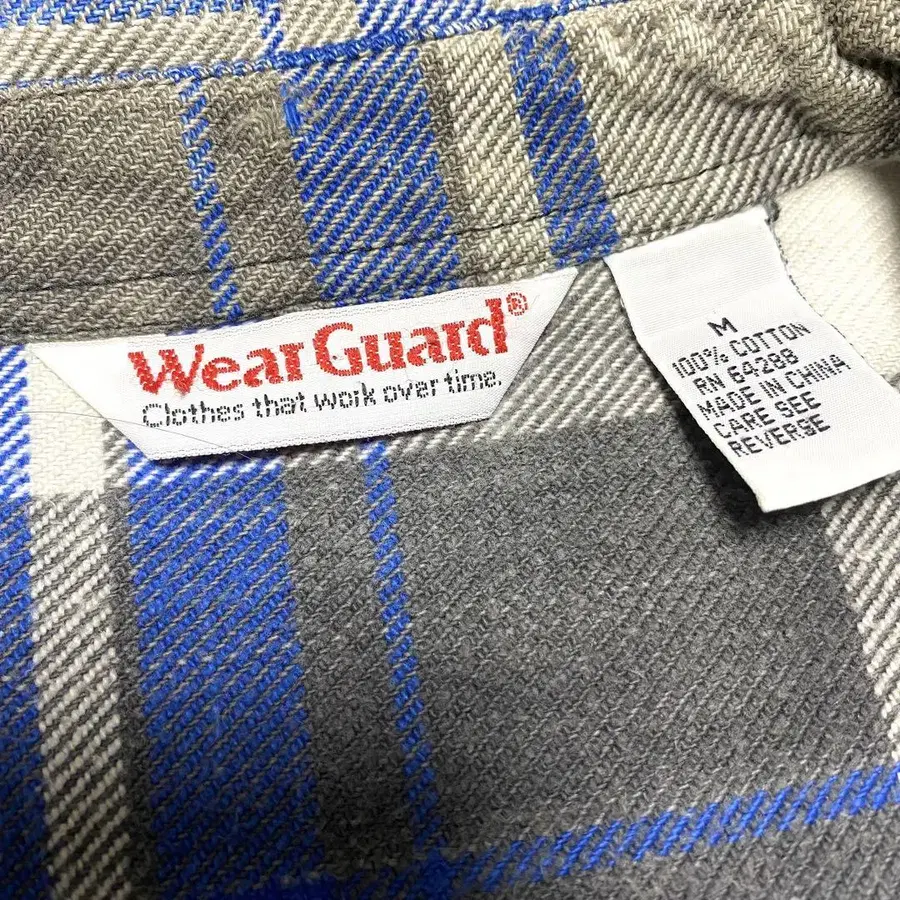 WearGuard®
Clothes that work over time.
M
100% COTTON
RN 64288
MADE IN CHINA
CARE SEE
REVERSE